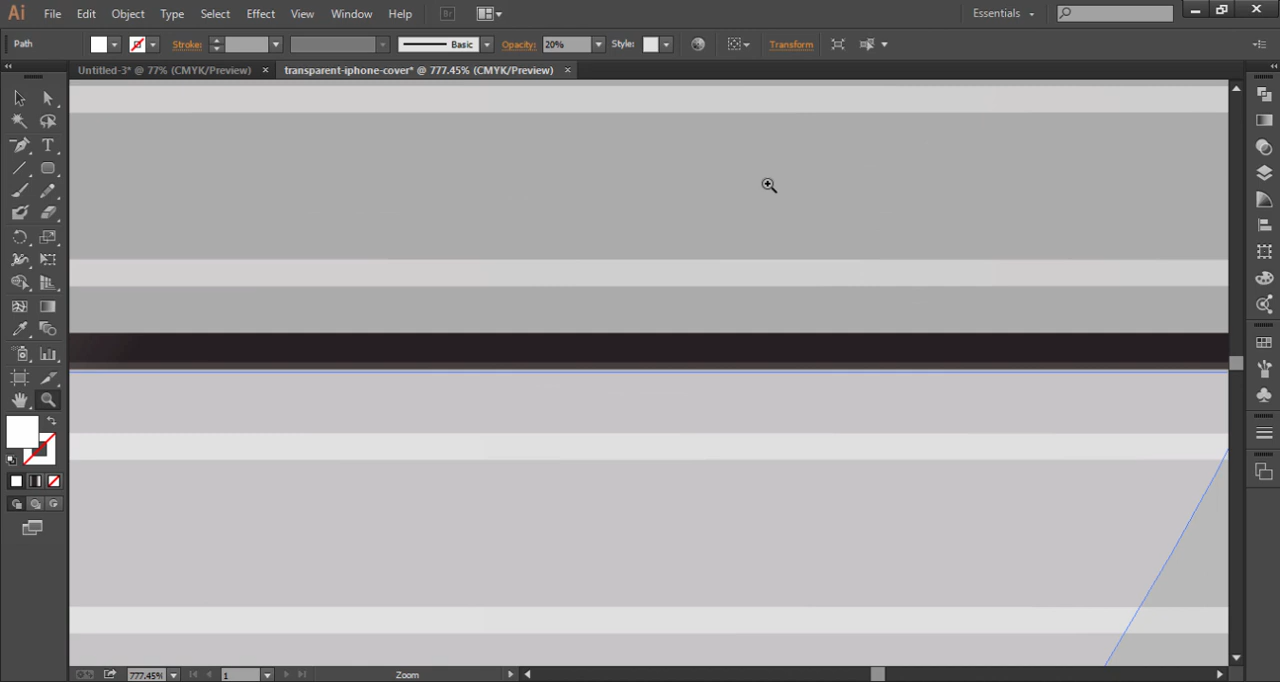 Ai File Edit Object Type Select Effect View Window Help Br Essentials
Path Stroke: Basic Opacity: 20% Style: Transform
Untitled-3* @ 77% (CMYK/Preview) × transparent-iphone-cover* @ 777.45% (CMYK/Preview) ×
777.45% 1 Zoom